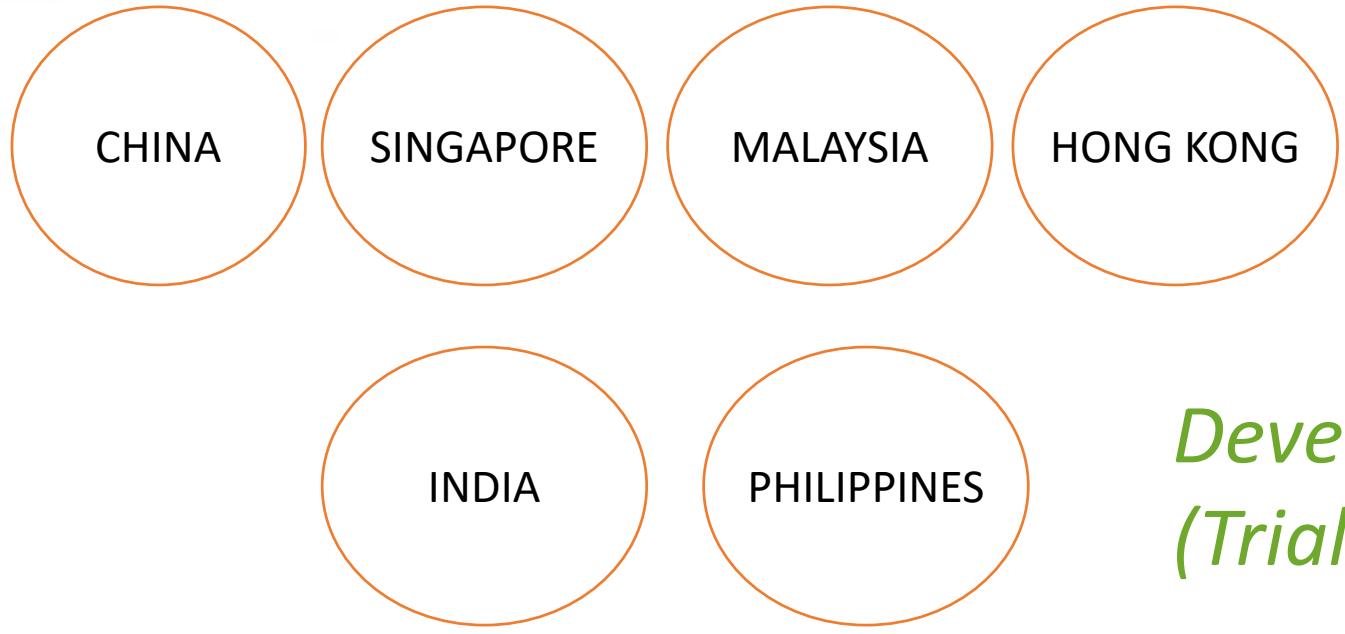 CHINA
SINGAPORE
MALAYSIA
HONG KONG
INDIA
PHILIPPINES
Deve
(Trial